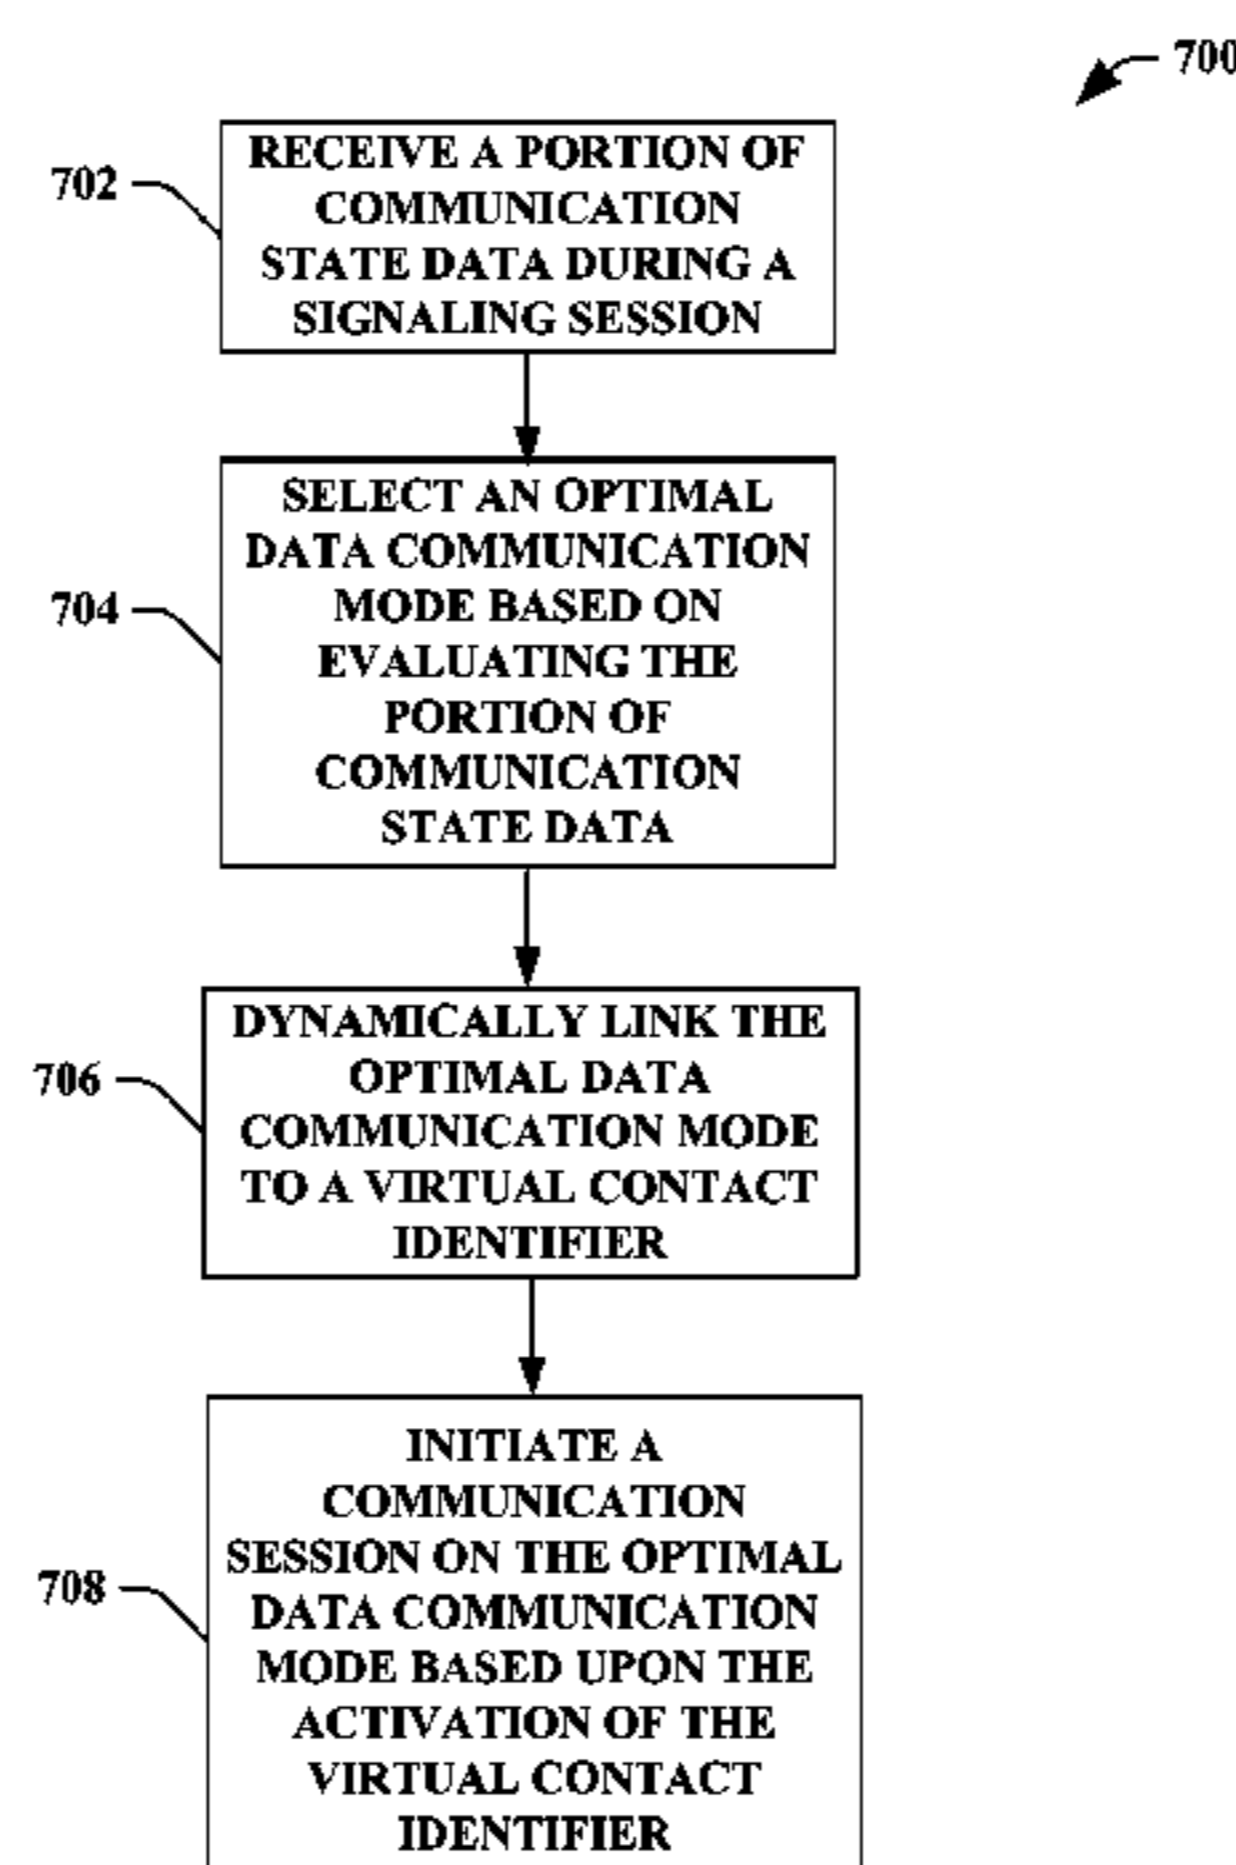 700
702
RECEIVE A PORTION OF
COMMUNICATION
STATE DATA DURING A
SIGNALING SESSION
704
SELECT AN OPTIMAL
DATA COMMUNICATION
MODE BASED ON
EVALUATING THE
PORTION OF
COMMUNICATION
STATE DATA
706
DYNAMICALLY LINK THE
OPTIMAL DATA
COMMUNICATION MODE
TO A VIRTUAL CONTACT
IDENTIFIER
708
INITIATE A
COMMUNICATION
SESSION ON THE OPTIMAL
DATA COMMUNICATION
MODE BASED UPON THE
ACTIVATION OF THE
VIRTUAL CONTACT
IDENTIFIER